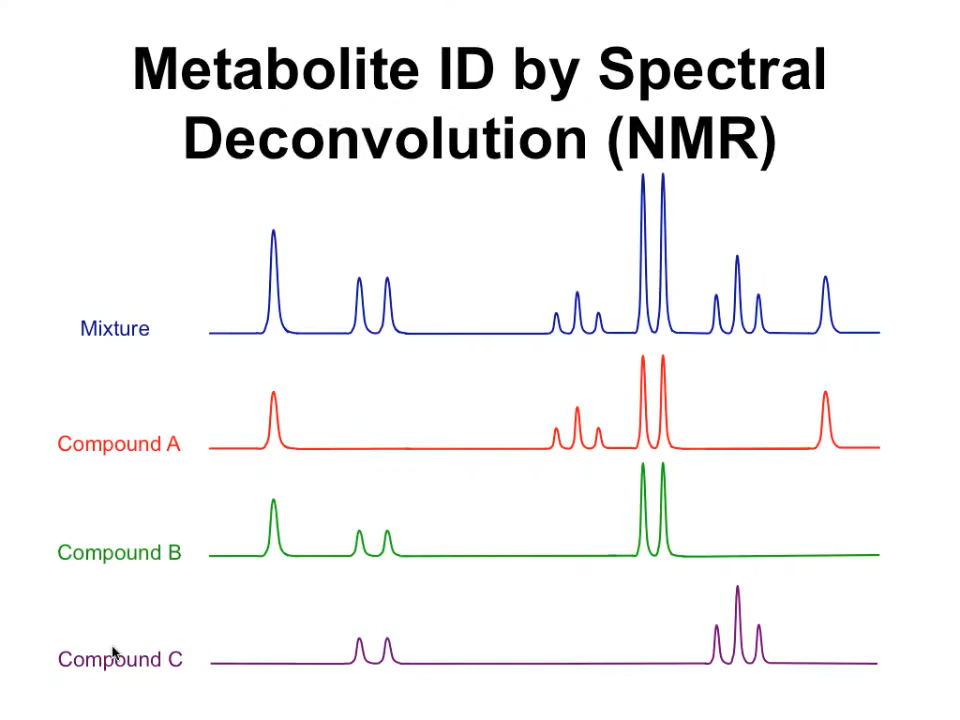 Metabolite ID by Spectral
Deconvolution (NMR)
Mixture
Compound A
Compound B
Compound C